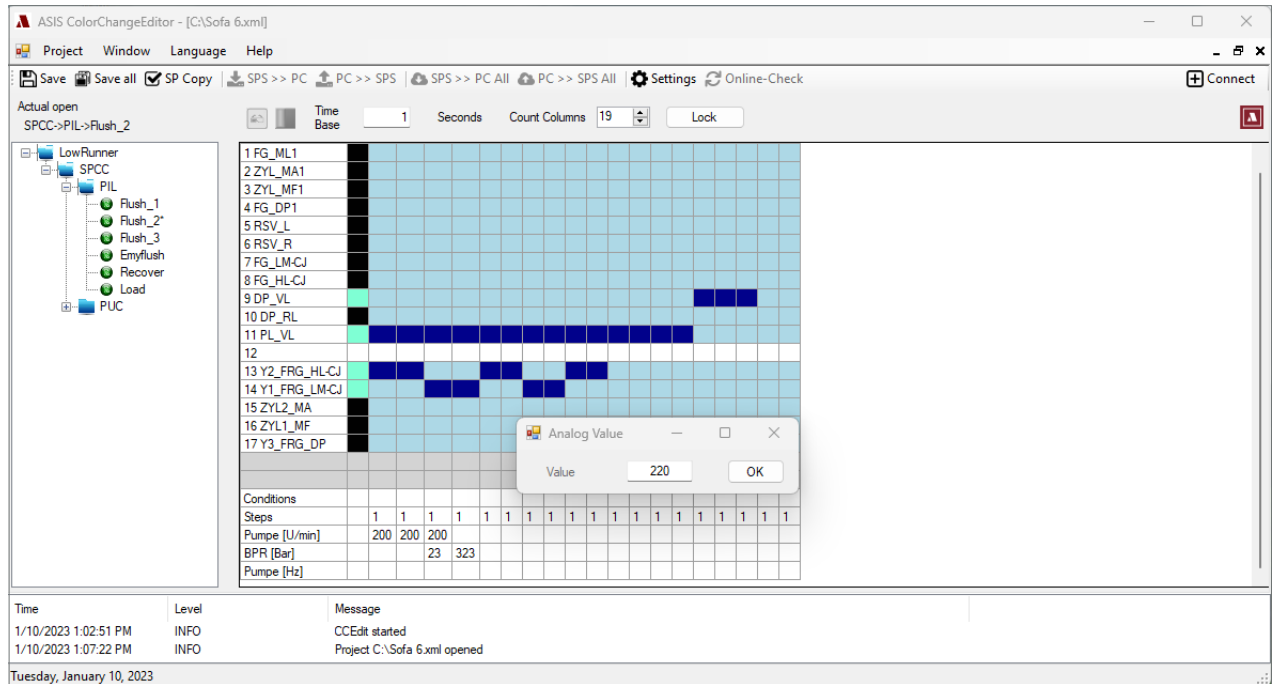 ASIS ColorChangeEditor - [C:\Sofa 6.xml]
Project Window Language Help
Save Save all SP Copy SPS >> PC PC >> SPS SPS >> PC All PC >> SPS All Settings Online-Check Connect
Actual open
SPCC->PIL->Flush_2
Time Base 1 Seconds Count Columns 19 Lock
LowRunner
SPCC
PIL
Flush_1
Flush_2*
Flush_3
Emyflush
Recover
Load
PUC
1 FG_ML1
2 ZYL_MA1
3 ZYL_MF1
4 FG_DP1
5 RSV_L
6 RSV_R
7 FG_LM-CJ
8 FG_HL-CJ
9 DP_VL
10 DP_RL
11 PL_VL
12
13 Y2_FRG_HL-CJ
14 Y1_FRG_LM-CJ
15 ZYL2_MA
16 ZYL1_MF
17 Y3_FRG_DP
Analog Value
Value 220 OK
Conditions
Steps 1 1 1 1 1 1 1 1 1 1 1 1 1 1 1 1 1 1 1
Pumpe [U/min] 200 200 200
BPR [Bar] 23 323
Pumpe [Hz]
Time Level Message
1/10/2023 1:02:51 PM INFO CCEdit started
1/10/2023 1:07:22 PM INFO Project C:\Sofa 6.xml opened
Tuesday, January 10, 2023